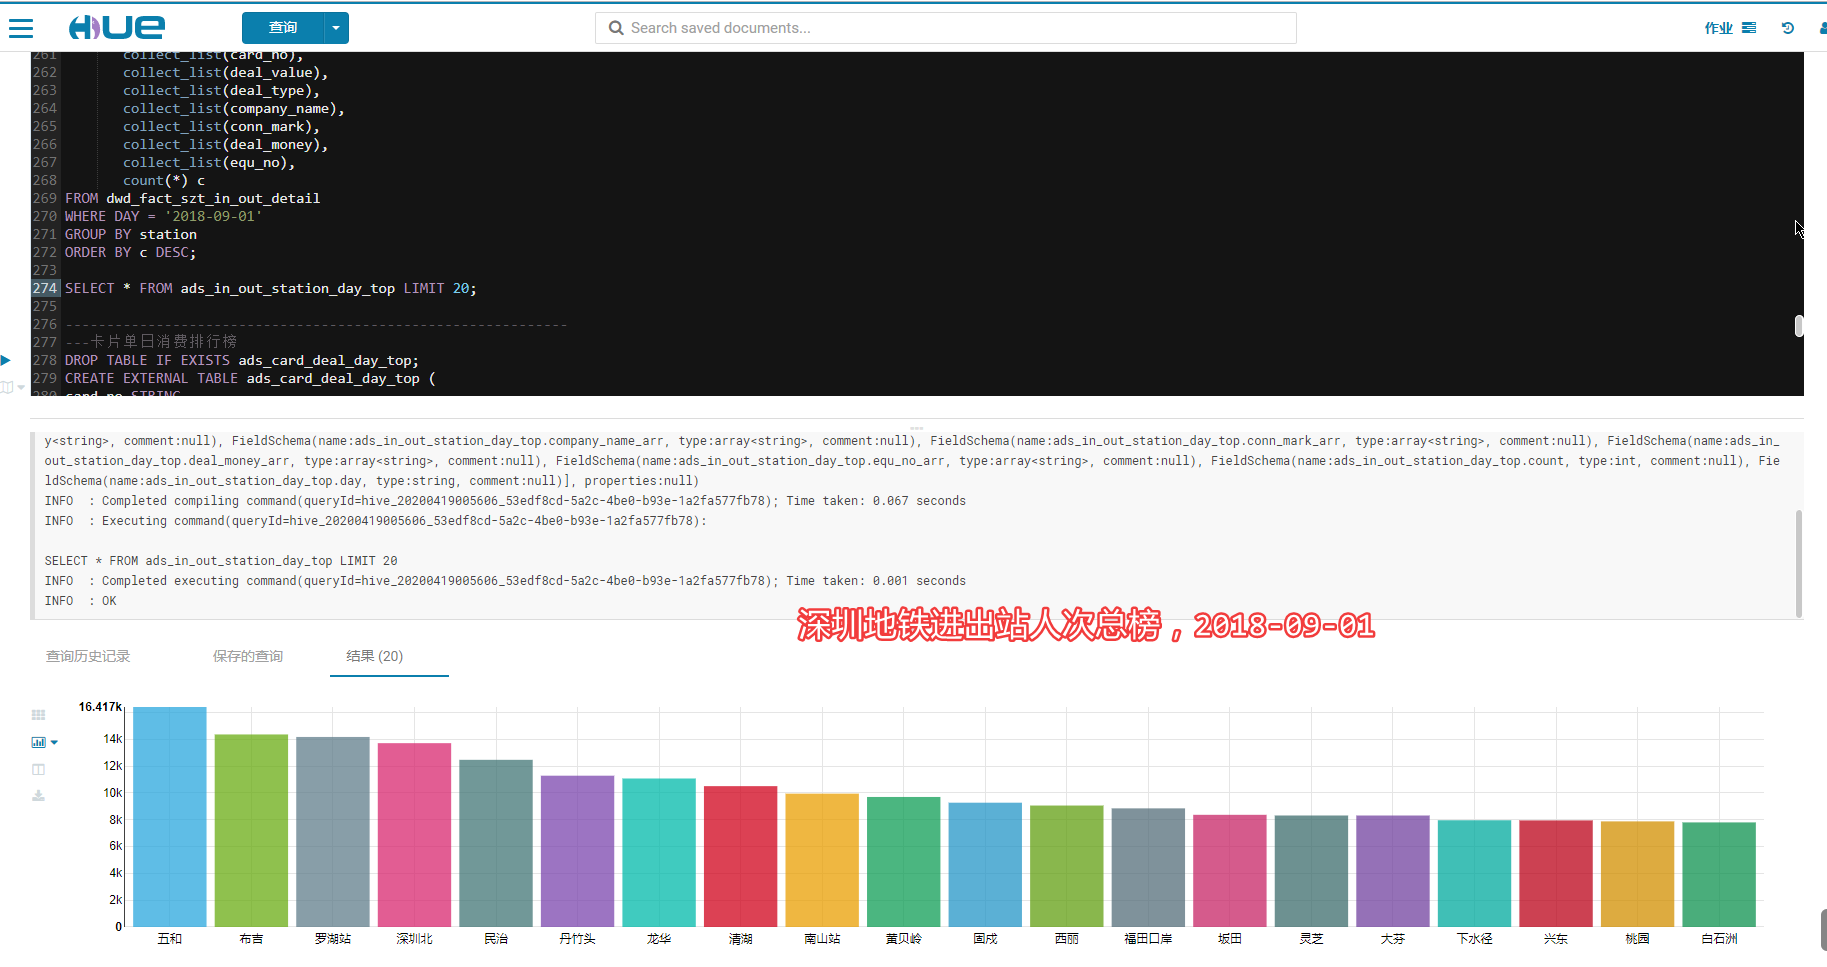 HUE
查询
Search saved documents...
作业
261 collect_list(card_no),
262 collect_list(deal_value),
263 collect_list(deal_type),
264 collect_list(company_name),
265 collect_list(conn_mark),
266 collect_list(deal_money),
267 collect_list(equ_no),
268 count(*) c
269 FROM dwd_fact_szt_in_out_detail
270 WHERE DAY = '2018-09-01'
271 GROUP BY station
272 ORDER BY c DESC;
273
274 SELECT * FROM ads_in_out_station_day_top LIMIT 20;
275
276 -------------------------------------------------------------
277 ---卡片单日消费排行榜
278 DROP TABLE IF EXISTS ads_card_deal_day_top;
279 CREATE EXTERNAL TABLE ads_card_deal_day_top (
280 card_no STRING
y<string>, comment:null), FieldSchema(name:ads_in_out_station_day_top.company_name_arr, type:array<string>, comment:null), FieldSchema(name:ads_in_out_station_day_top.conn_mark_arr, type:array<string>, comment:null), FieldSchema(name:ads_in_
out_station_day_top.deal_money_arr, type:array<string>, comment:null), FieldSchema(name:ads_in_out_station_day_top.equ_no_arr, type:array<string>, comment:null), FieldSchema(name:ads_in_out_station_day_top.count, type:int, comment:null), Fie
ldSchema(name:ads_in_out_station_day_top.day, type:string, comment:null)], properties:null)
INFO : Completed compiling command(queryId=hive_20200419005606_53edf8cd-5a2c-4be0-b93e-1a2fa577fb78); Time taken: 0.067 seconds
INFO : Executing command(queryId=hive_20200419005606_53edf8cd-5a2c-4be0-b93e-1a2fa577fb78):
SELECT * FROM ads_in_out_station_day_top LIMIT 20
INFO : Completed executing command(queryId=hive_20200419005606_53edf8cd-5a2c-4be0-b93e-1a2fa577fb78); Time taken: 0.001 seconds
INFO : OK
深圳地铁进出站人次总榜，2018-09-01
查询历史记录 保存的查询 结果 (20)
16.417k
14k
12k
10k
8k
6k
4k
2k
0
五和 布吉 罗湖站 深圳北 民治 丹竹头 龙华 清湖 南山站 黄贝岭 固戍 西丽 福田口岸 坂田 灵芝 大芬 下水径 兴东 桃园 白石洲